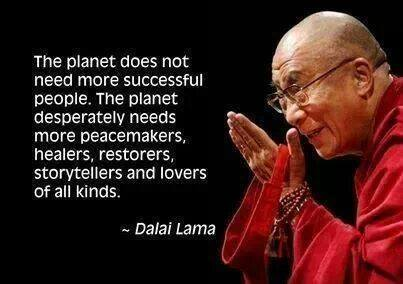 The planet does not
need more successful
people. The planet
desperately needs
more peacemakers,
healers, restorers,
storytellers and lovers
of all kinds.
~ Dalai Lama